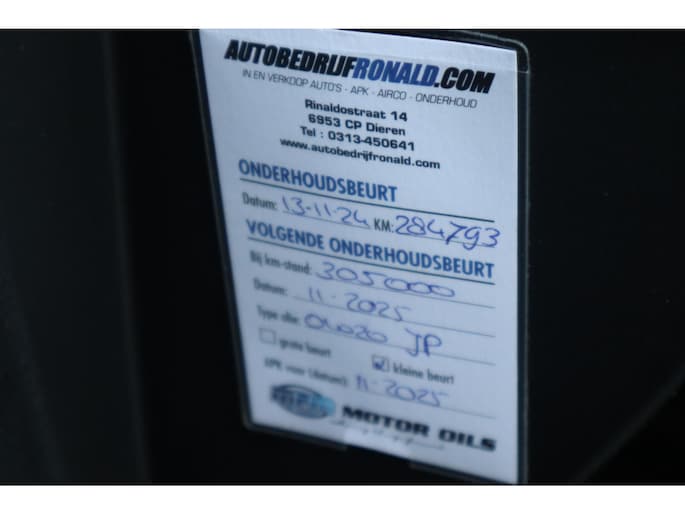 AUTOBEDRIJFRONALD.COM
IN EN VERKOOP AUTO'S - APK - AIRCO - ONDERHOUD
Rinaldostraat 14
6953 CP Dieren
Tel : 0313-450641
www.autobedrijfronald.com
ONDERHOUDSBEURT
Datum: 13-11-24 KM: 284793
VOLGENDE ONDERHOUDSBEURT
Bij km-stand: 305000
Datum: 11-2025
Type olie:
grote beurt kleine beurt
APK voor (datum): 11-2025
MOTOR OILS